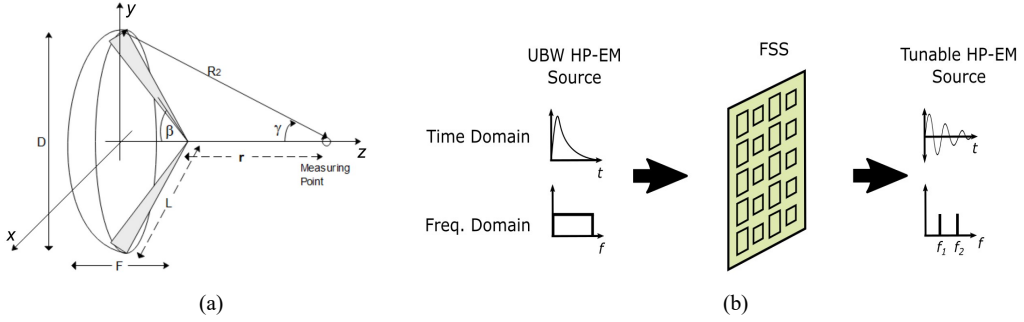 y
D
R2
β
γ
r
z
Measuring
Point
L
x
F
(a)
UBW HP-EM
Source
FSS
Tunable HP-EM
Source
Time Domain
t
t
Freq. Domain
f
f1 f2 f
(b)